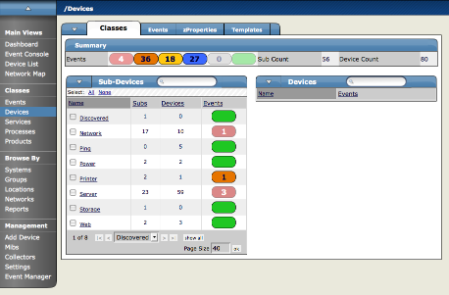 /Devices
Main Views
Dashboard
Event Console
Device List
Network Map
Classes
Events
Devices
Services
Processes
Products
Browse By
Systems
Groups
Locations
Networks
Reports
Management
Add Device
Mibs
Collectors
Settings
Event Manager
Classes Events zProperties Templates
Summary
Events 4 36 18 27 0 Sub Count 56 Device Count 80
Sub-Devices
Select: All None
Name Subs Devices Events
Discovered 1 0
Network 17 10 1
Ping 0 5
Power 2 2
Printer 2 1 1
Server 23 56 3
Storage 1 0
Web 2 3
1 of 8 |< < Discovered > >| show all
Page Size 40 ok
Devices
Name Events